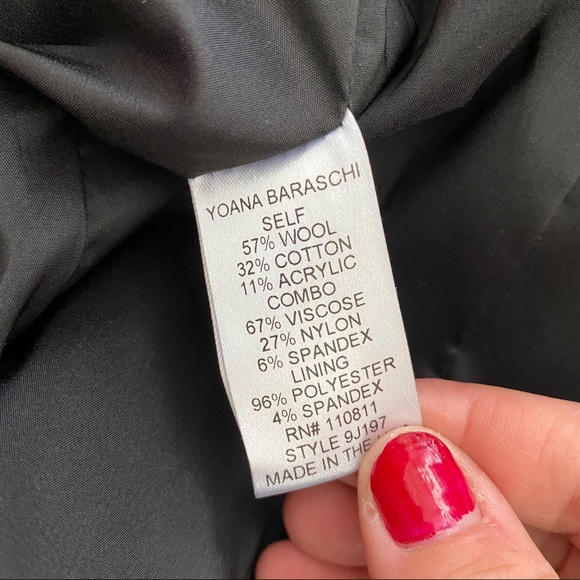 YOANA BARASCHI
SELF
57% WOOL
32% COTTON
11% ACRYLIC
COMBO
67% VISCOSE
27% NYLON
6% SPANDEX
LINING
96% POLYESTER
4% SPANDEX
RN# 110811
STYLE 9J197
MADE IN THE